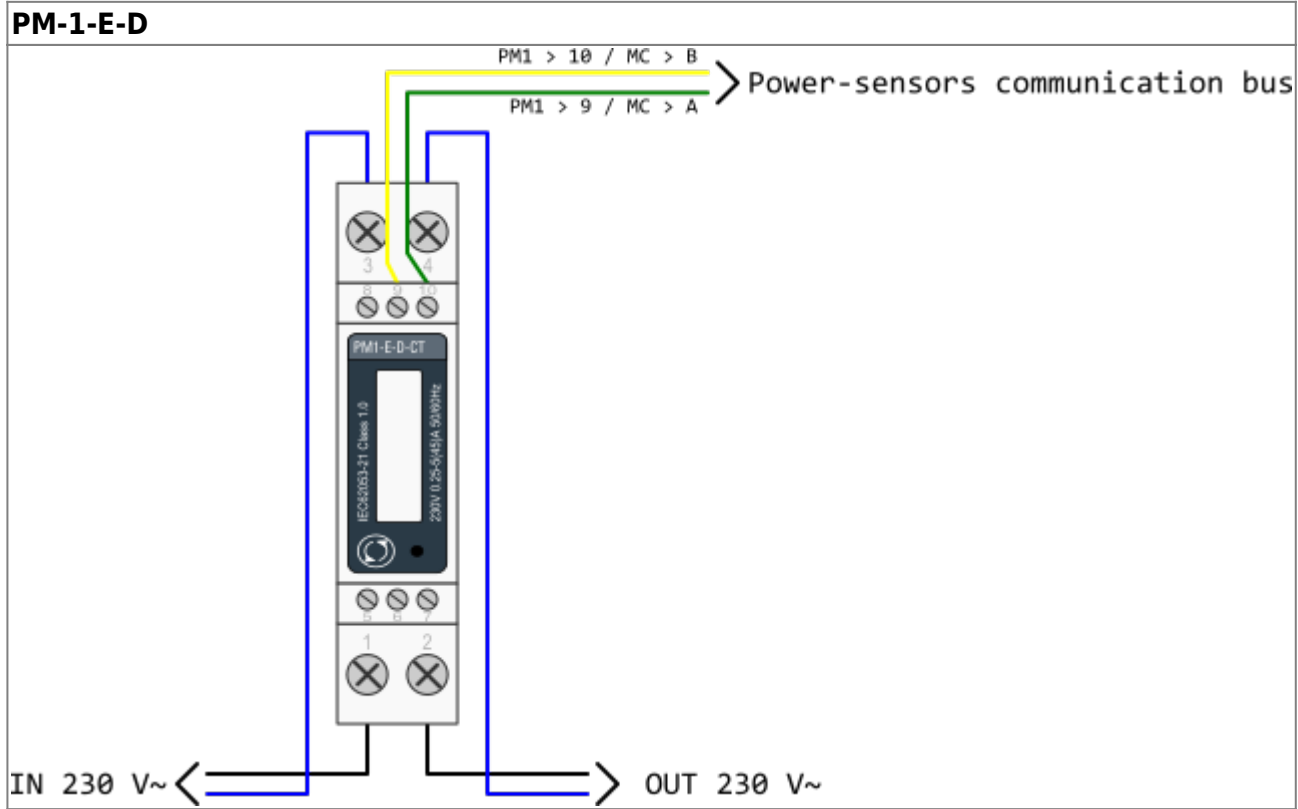 PM-1-E-D
PM1 > 10 / MC > B
Power-sensors communication bus
PM1 > 9 / MC > A
3 4
8 9 10
PM1-E-D-CT
IEC62053-21 Class 1.0
230V 0.25-5(45)A 50/60Hz
5 6 7
1 2
IN 230 V~
OUT 230 V~